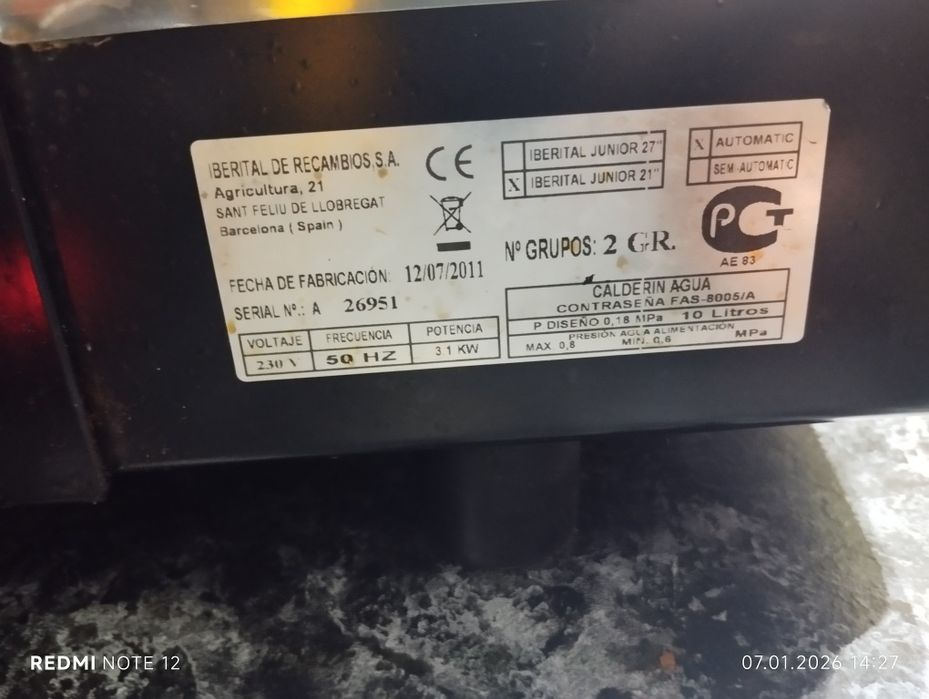 IBERITAL DE RECAMBIOS,S.A.
Agricultura, 21
SANT FELIU DE LLOBREGAT
Barcelona ( Spain )
CE
IBERITAL JUNIOR 27"
X IBERITAL JUNIOR 21"
X AUTOMATIC
SEMI-AUTOMATIC
PCT
AE 83
Nº GRUPOS: 2 GR.
FECHA DE FABRICACIÓN: 12/07/2011
SERIAL Nº.: A 26951
VOLTAJE FRECUENCIA POTENCIA
230 V 50 HZ 3.1 KW
CALDERIN AGUA
CONTRASEÑA FAS-8005/A
P DISEÑO 0,18 MPa 10 Litros
PRESIÓN AGUA ALIMENTACIÓN
MAX 0,8 MIN. 0,6 MPa
REDMI NOTE 12
07.01.2026 14:27